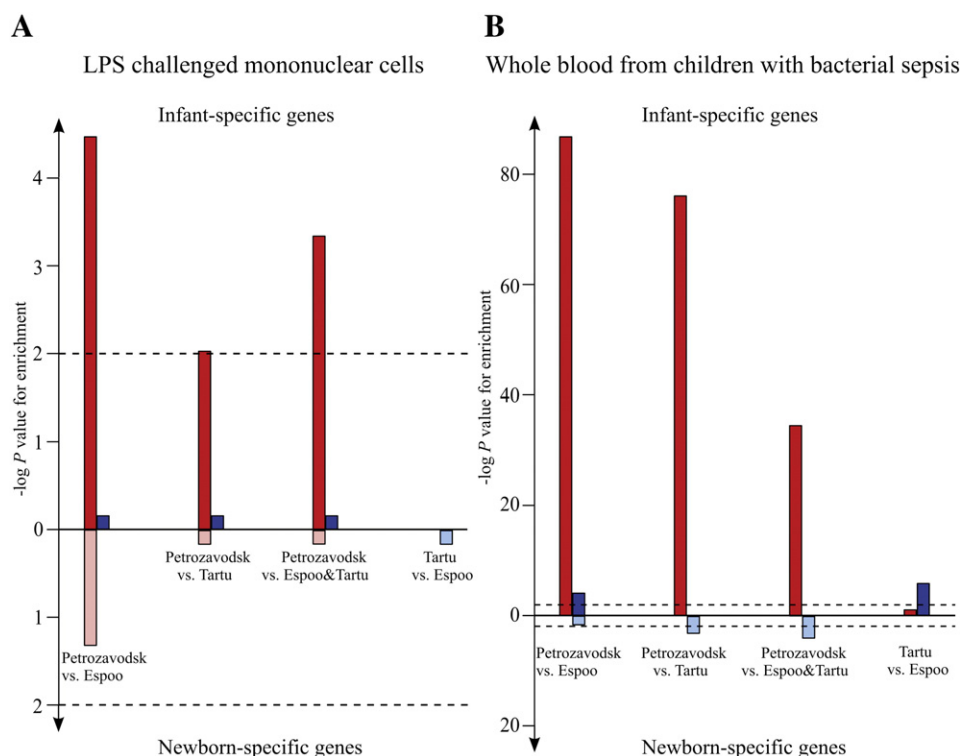 A
LPS challenged mononuclear cells
Infant-specific genes
-log P value for enrichment
4
3
2
1
0
1
2
Petrozavodsk
vs. Espoo
Petrozavodsk
vs. Tartu
Petrozavodsk
vs. Espoo&Tartu
Tartu
vs. Espoo
Newborn-specific genes
B
Whole blood from children with bacterial sepsis
Infant-specific genes
-log P value for enrichment
80
60
40
20
0
20
Petrozavodsk
vs. Espoo
Petrozavodsk
vs. Tartu
Petrozavodsk
vs. Espoo&Tartu
Tartu
vs. Espoo
Newborn-specific genes